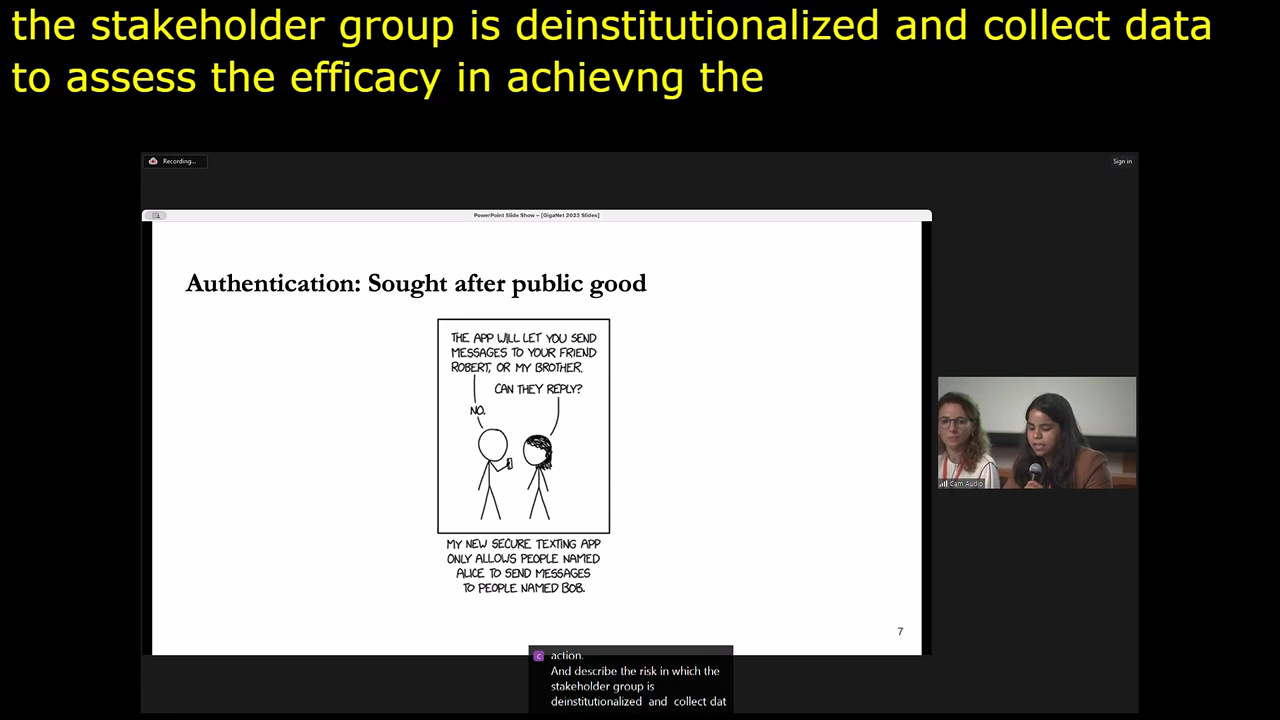 the stakeholder group is deinstitutionalized and collect data
to assess the efficacy in achievng the
Recording...
Sign in
PowerPoint Slide Show – [GigaNet 2023 Slides]
Authentication: Sought after public good
THE APP WILL LET YOU SEND
MESSAGES TO YOUR FRIEND
ROBERT, OR MY BROTHER.
CAN THEY REPLY?
NO.
MY NEW SECURE TEXTING APP
ONLY ALLOWS PEOPLE NAMED
ALICE TO SEND MESSAGES
TO PEOPLE NAMED BOB.
7
Cam Audio
C
action.
And describe the risk in which the
stakeholder group is
deinstitutionalized and collect dat